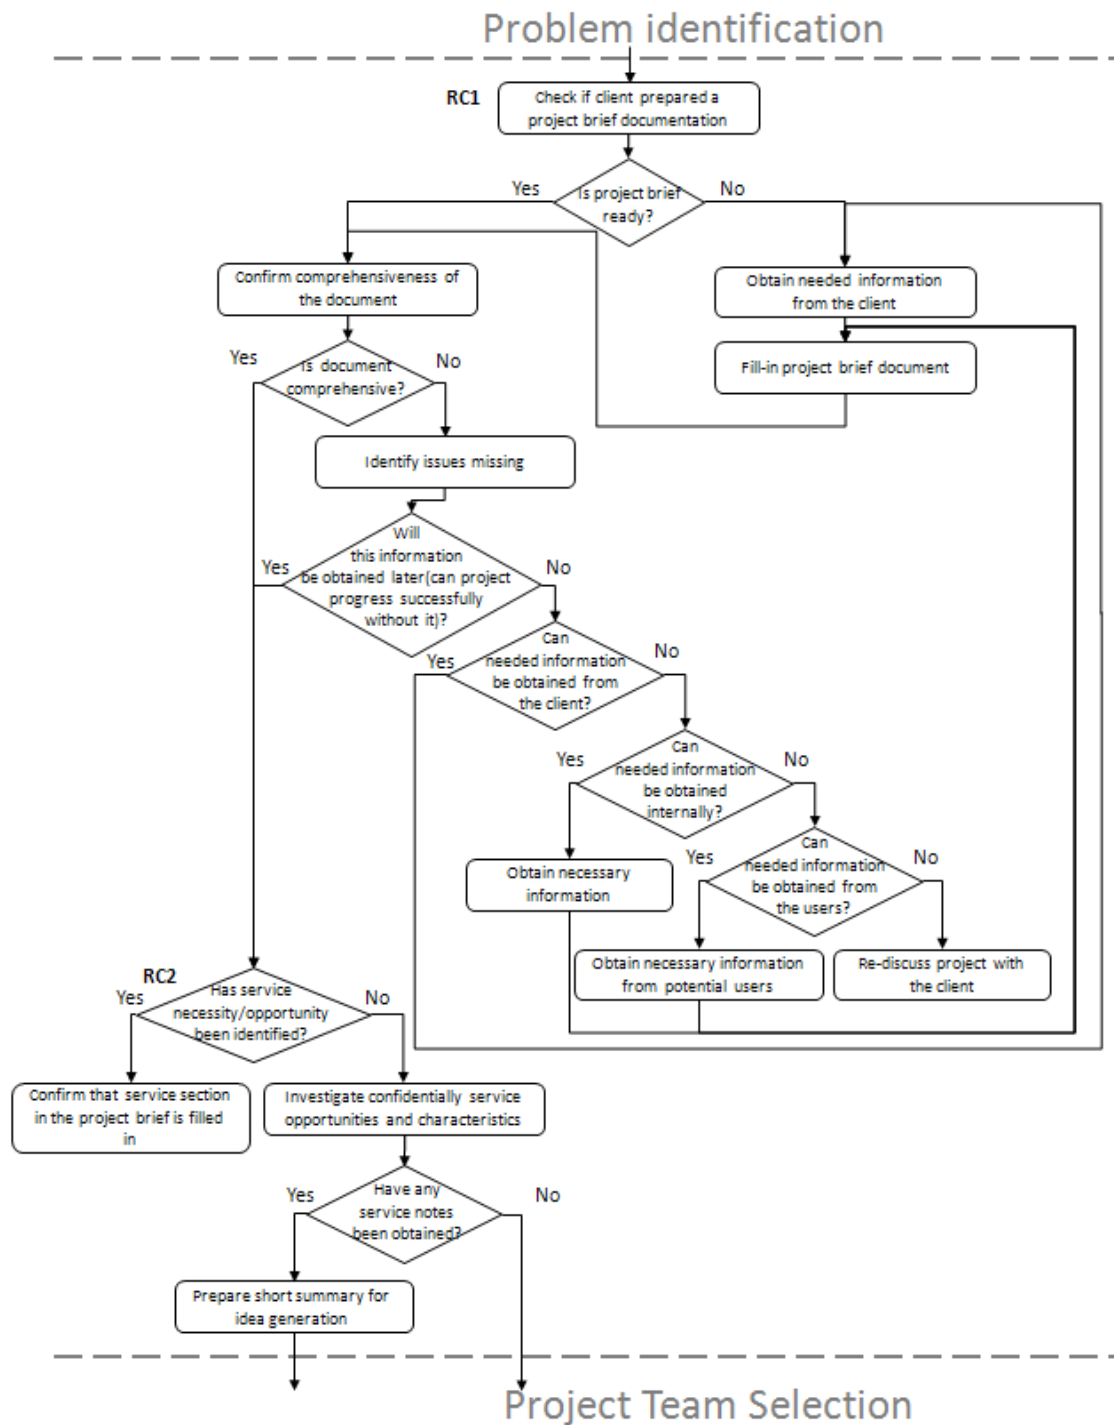 Problem identification
RC1
Check if client prepared a
project brief documentation
Yes
Is project brief
ready?
No
Confirm comprehensiveness of
the document
Obtain needed information
from the client
Yes
Is document
comprehensive?
No
Fill-in project brief document
Identify issues missing
Yes
Will
this information
be obtained later(can project
progress successfully
without it)?
No
Yes
Can
needed information
be obtained from
the client?
No
Yes
Can
needed information
be obtained
internally?
No
Obtain necessary
information
Yes
Can
needed information
be obtained from
the users?
No
Obtain necessary information
from potential users
Re-discuss project with
the client
RC2
Yes
Has service
necessity/opportunity
been identified?
No
Confirm that service section
in the project brief is filled
in
Investigate confidentially service
opportunities and characteristics
Yes
Have any
service notes
been obtained?
No
Prepare short summary for
idea generation
Project Team Selection